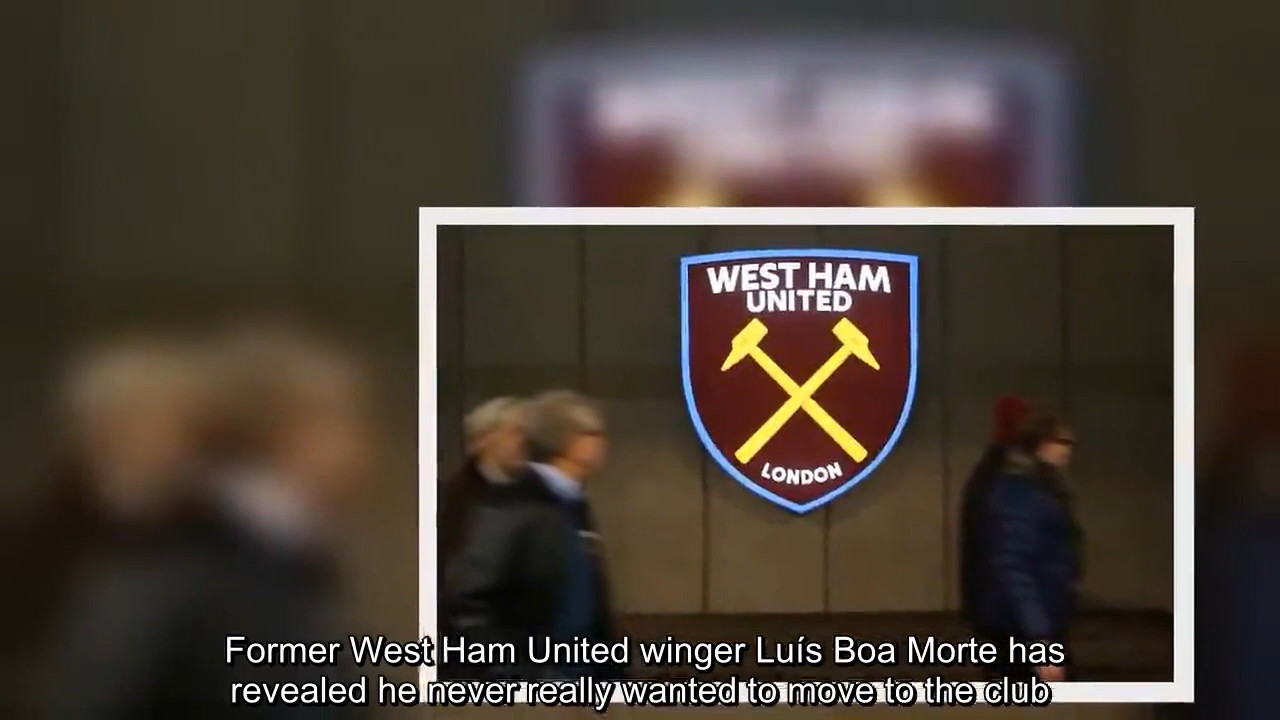 WEST HAM
UNITED
LONDON
Former West Ham United winger Luís Boa Morte has
revealed he never really wanted to move to the club